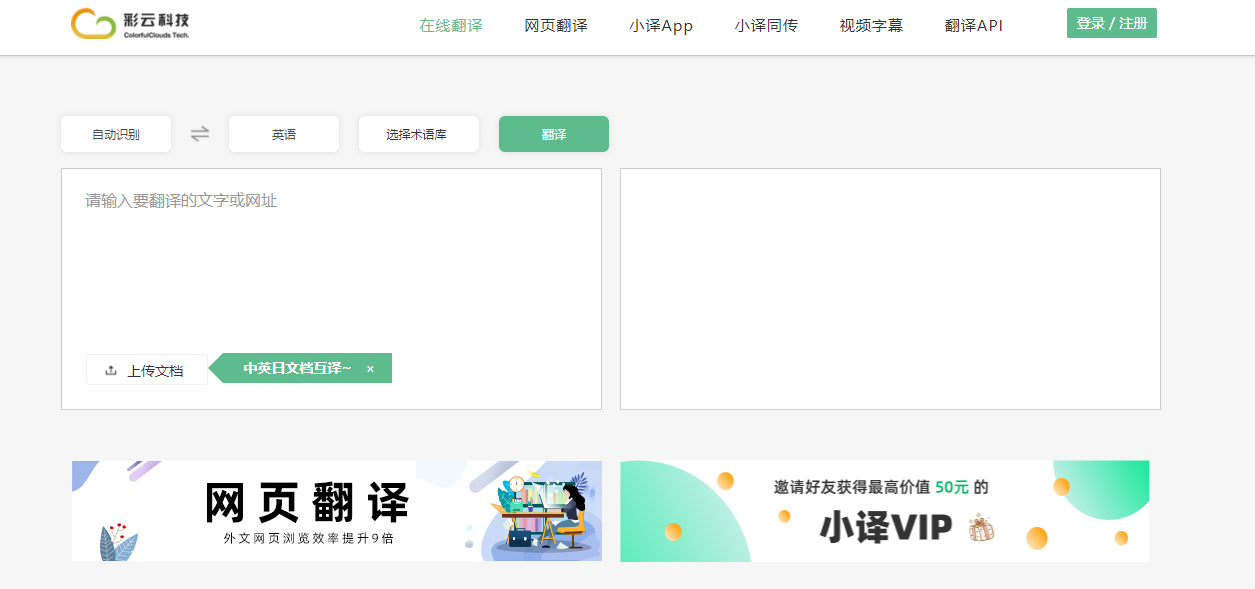 彩云科技
ColorfulClouds Tech.
在线翻译 网页翻译 小译App 小译同传 视频字幕 翻译API 登录 / 注册
自动识别 英语 选择术语库 翻译
请输入要翻译的文字或网址
上传文档 中英日文档互译~ ×
网页翻译
外文网页浏览效率提升9倍
邀请好友获得最高价值 50元 的
小译VIP